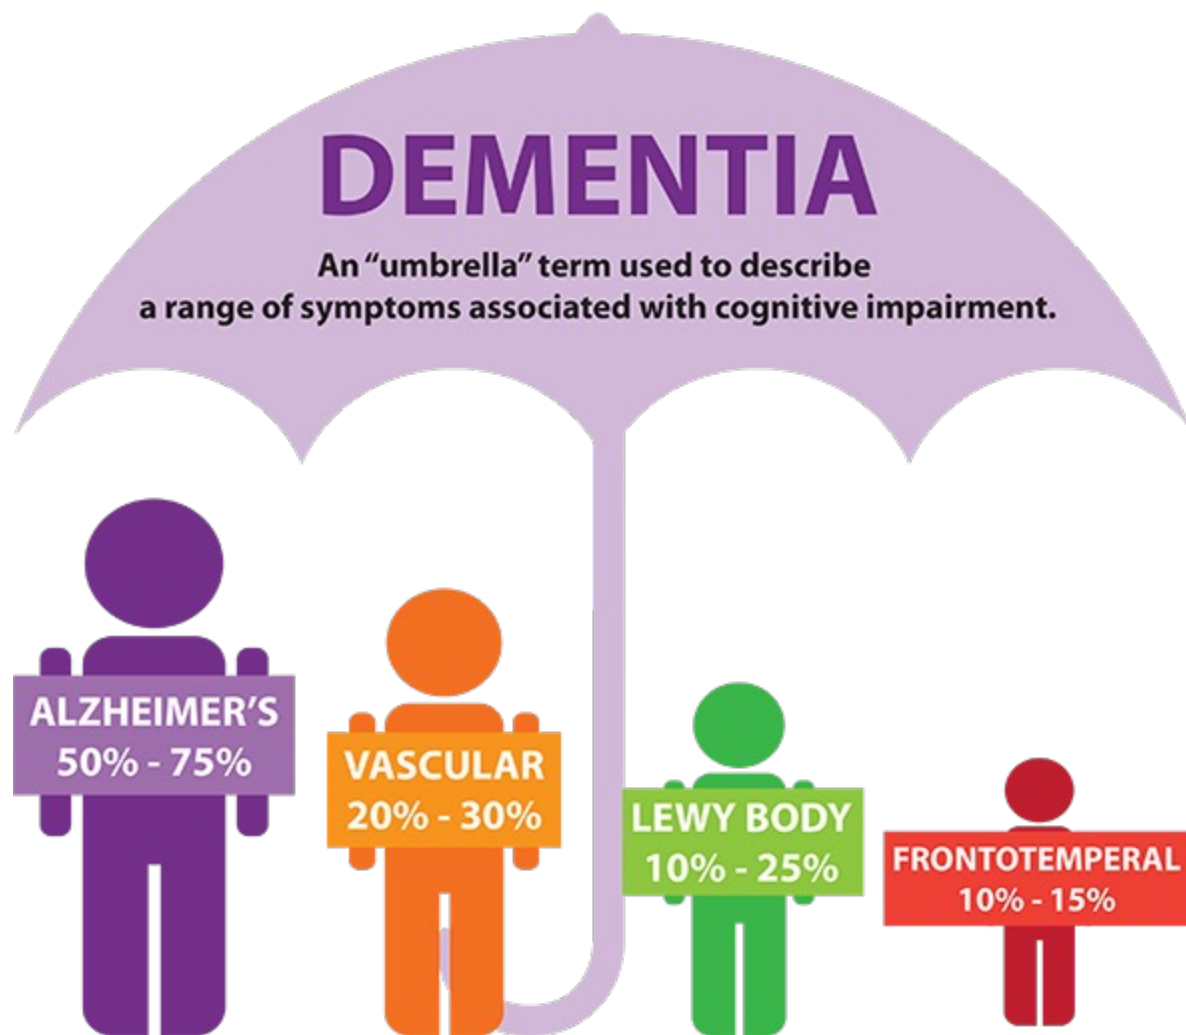 DEMENTIA
An “umbrella” term used to describe
a range of symptoms associated with cognitive impairment.
ALZHEIMER’S
50% - 75%
VASCULAR
20% - 30%
LEWY BODY
10% - 25%
FRONTOTEMPERAL
10% - 15%